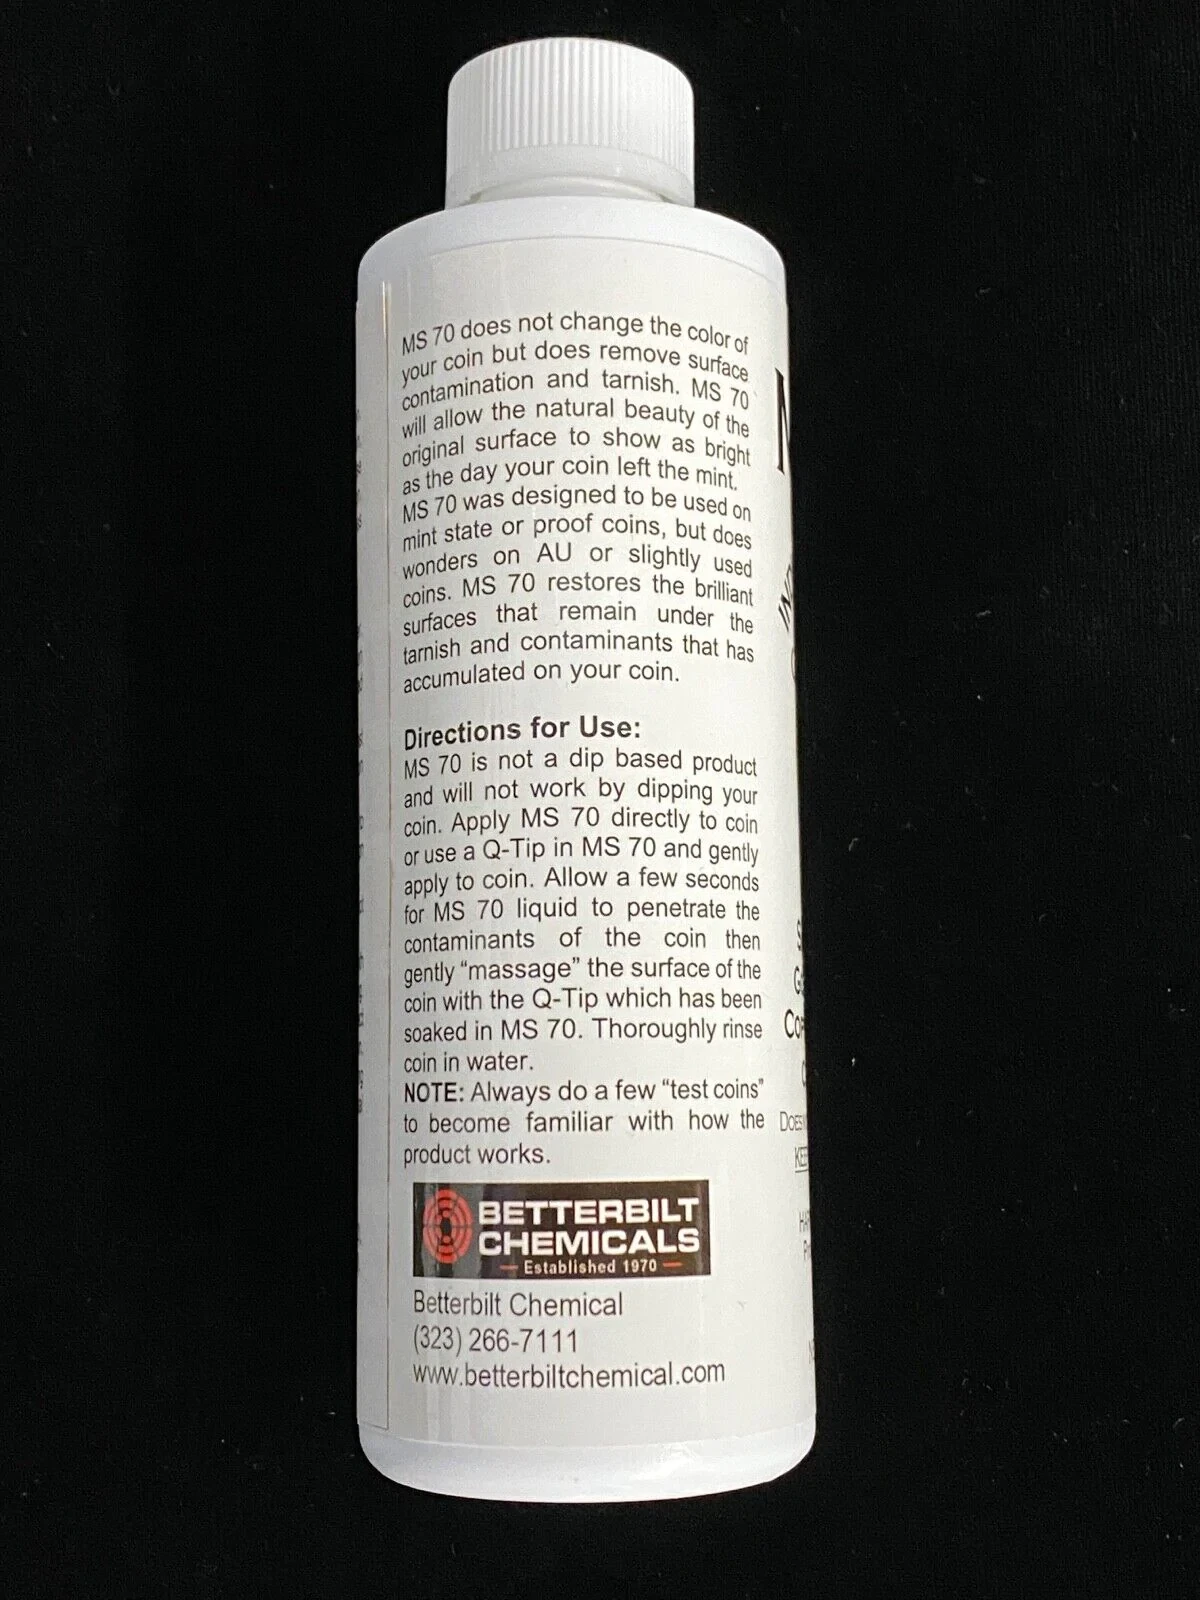 MS 70 does not change the color of
your coin but does remove surface
contamination and tarnish. MS 70
will allow the natural beauty of the
original surface to show as bright
as the day your coin left the mint.
MS 70 was designed to be used on
mint state or proof coins, but does
wonders on AU or slightly used
coins. MS 70 restores the brilliant
surfaces that remain under the
tarnish and contaminants that has
accumulated on your coin.
Directions for Use:
MS 70 is not a dip based product
and will not work by dipping your
coin. Apply MS 70 directly to coin
or use a Q-Tip in MS 70 and gently
apply to coin. Allow a few seconds
for MS 70 liquid to penetrate the
contaminants of the coin then
gently “massage” the surface of the
coin with the Q-Tip which has been
soaked in MS 70. Thoroughly rinse
coin in water.
NOTE: Always do a few “test coins”
to become familiar with how the
product works.
BETTERBILT
CHEMICALS
Established 1970
Betterbilt Chemical
(323) 266-7111
www.betterbiltchemical.com